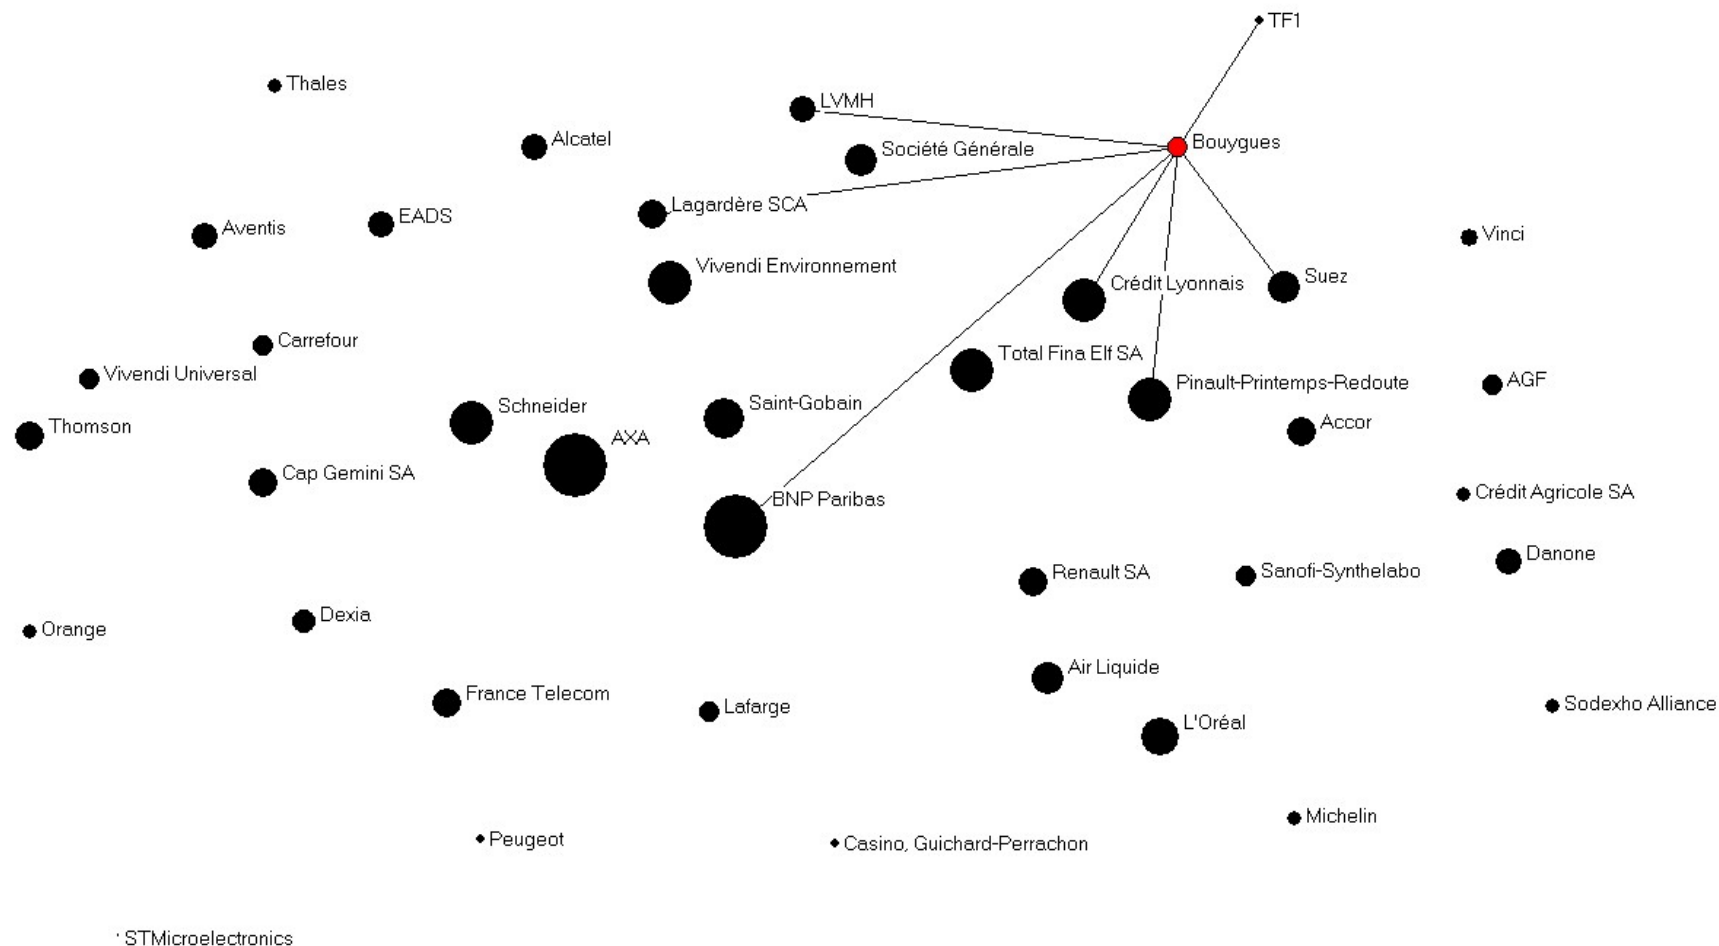 TF1
Thales
LVMH
Alcatel
Bouygues
Société Générale
Lagardère SCA
EADS
Aventis
Vinci
Vivendi Environnement
Suez
Crédit Lyonnais
Carrefour
Total Fina Elf SA
Vivendi Universal
AGF
Pinault-Printemps-Redoute
Saint-Gobain
Schneider
Accor
Thomson
AXA
Cap Gemini SA
Crédit Agricole SA
BNP Paribas
Danone
Renault SA
Sanofi-Synthelabo
Dexia
Orange
Air Liquide
France Telecom
Sodexho Alliance
Lafarge
L'Oréal
Michelin
Peugeot
Casino, Guichard-Perrachon
STMicroelectronics